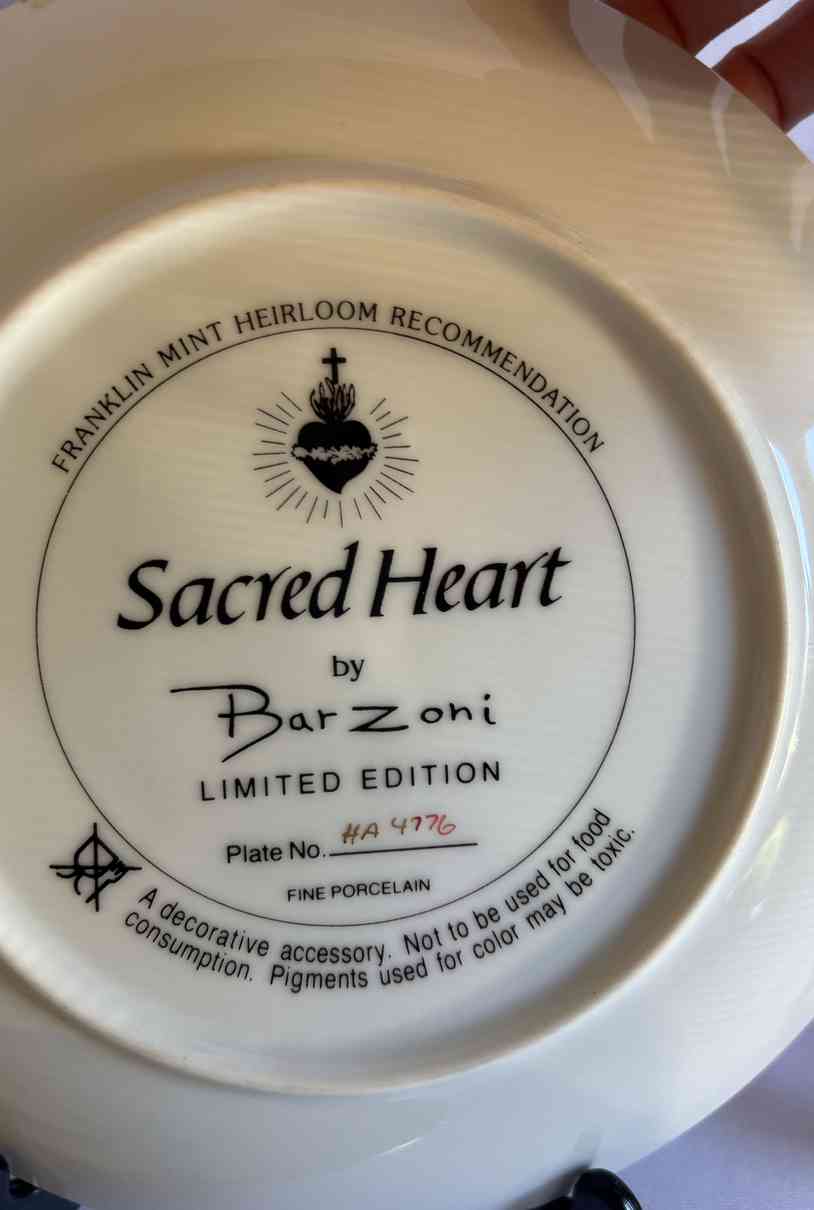 FRANKLIN MINT HEIRLOOM RECOMMENDATION
Sacred Heart
by
Barzoni
LIMITED EDITION
Plate No. HA 4776
FINE PORCELAIN
A decorative accessory. Not to be used for food
consumption. Pigments used for color may be toxic.